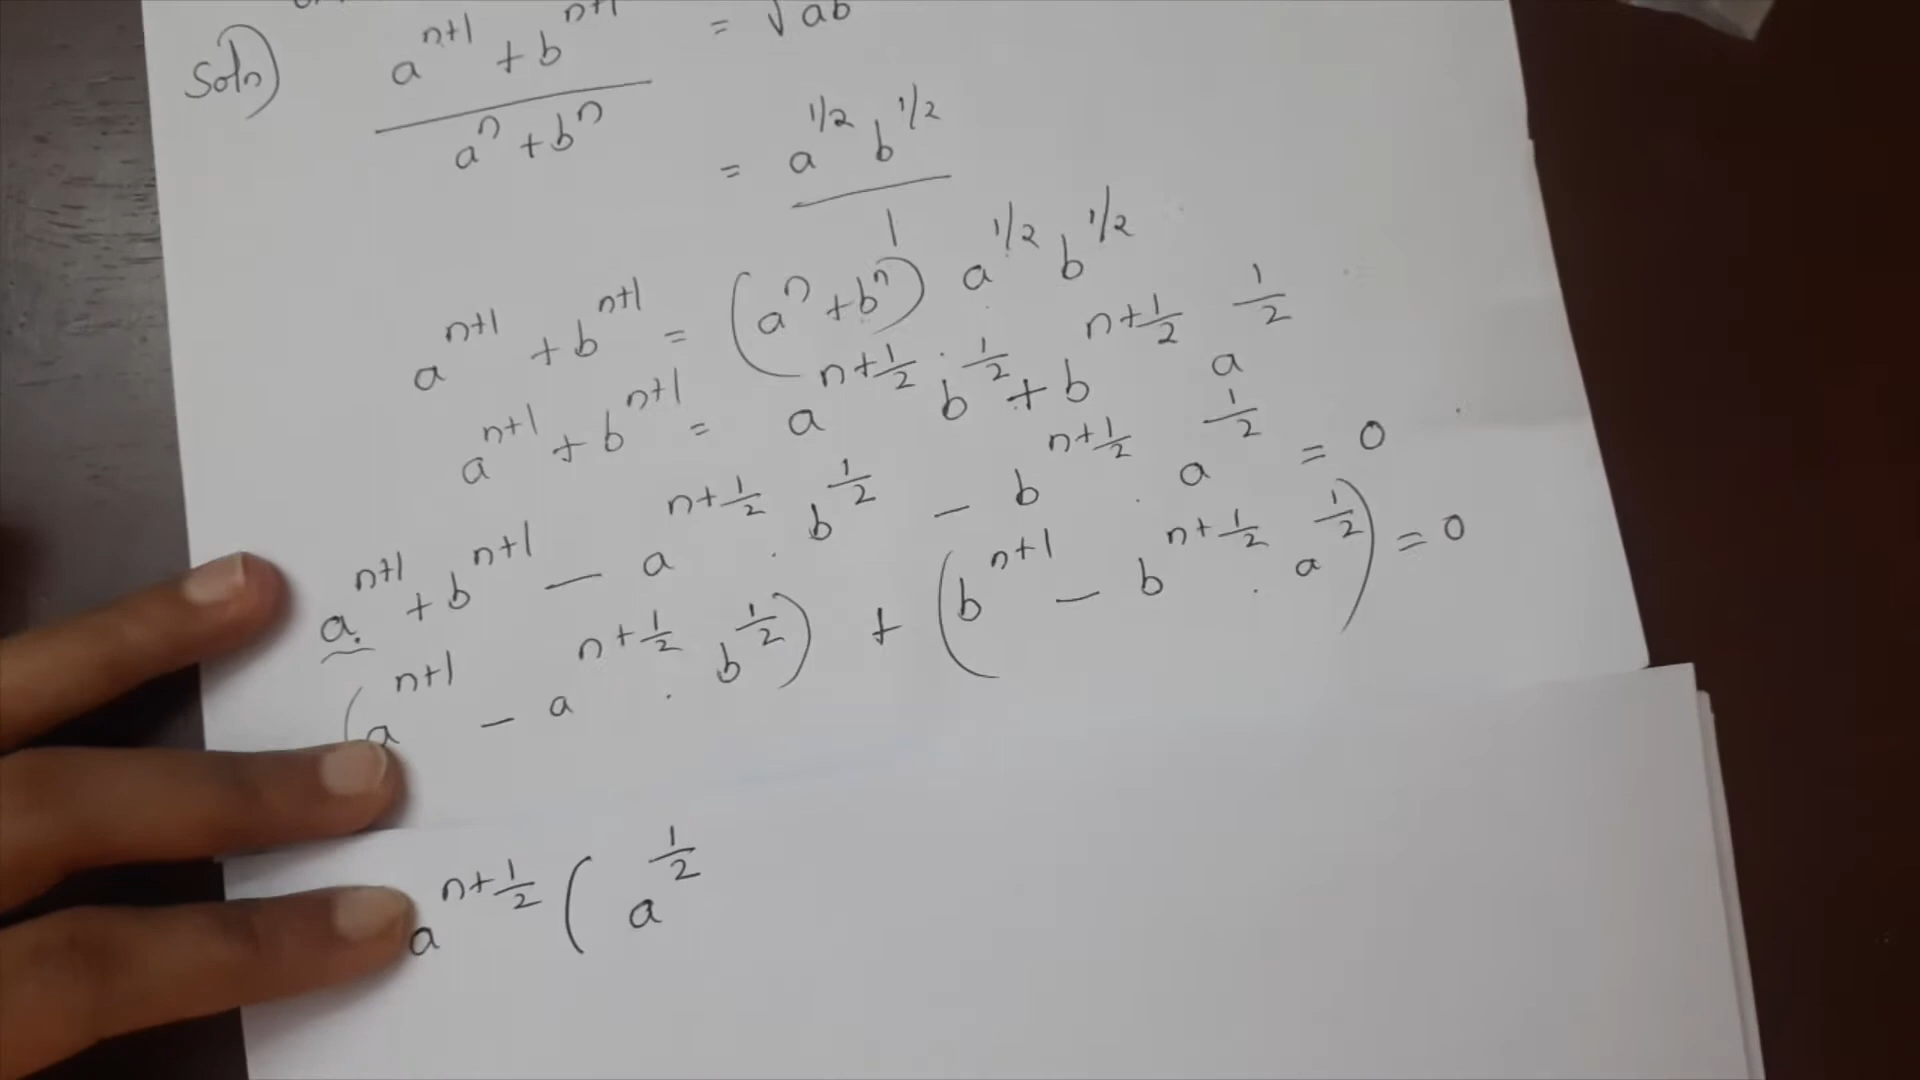 Soln) a^{n+1} + b^{n+1} / a^n + b^n = √ab
= a^{1/2} b^{1/2} / 1
a^{n+1} + b^{n+1} = (a^n + b^n) a^{1/2} b^{1/2}
a^{n+1} + b^{n+1} = a^{n+1/2} · b^{1/2} + b^{n+1/2} a^{1/2}
a^{n+1} + b^{n+1} − a^{n+1/2} · b^{1/2} − b^{n+1/2} · a^{1/2} = 0
(a^{n+1} − a^{n+1/2} · b^{1/2}) + (b^{n+1} − b^{n+1/2} · a^{1/2}) = 0
a^{n+1/2} ( a^{1/2}